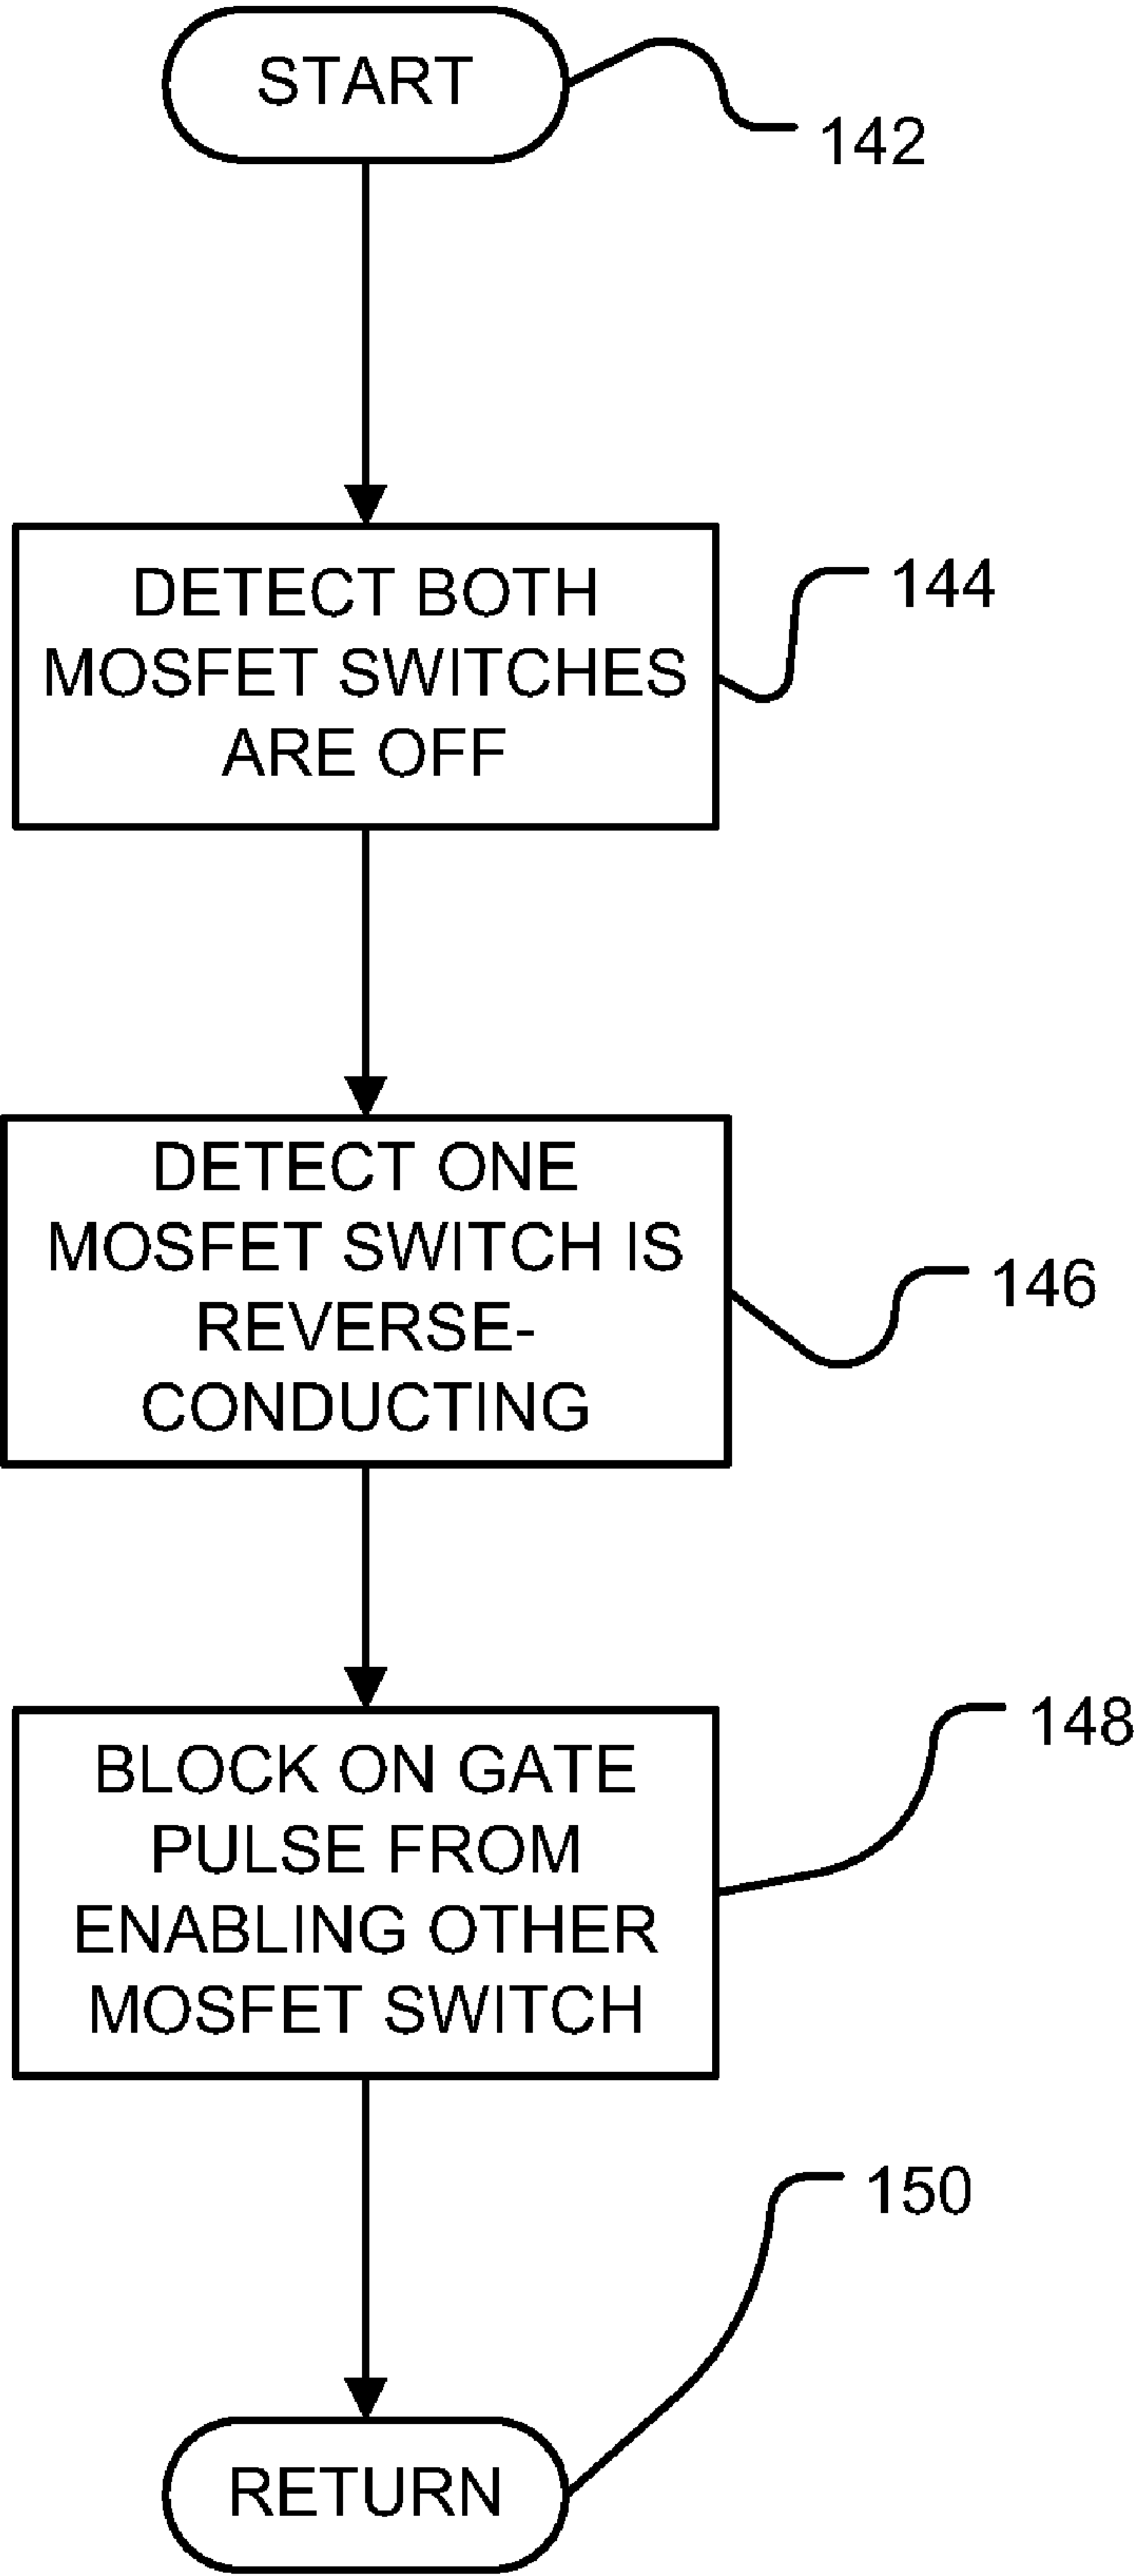 START
142
DETECT BOTH
MOSFET SWITCHES
ARE OFF
144
DETECT ONE
MOSFET SWITCH IS
REVERSE-
CONDUCTING
146
BLOCK ON GATE
PULSE FROM
ENABLING OTHER
MOSFET SWITCH
148
RETURN
150